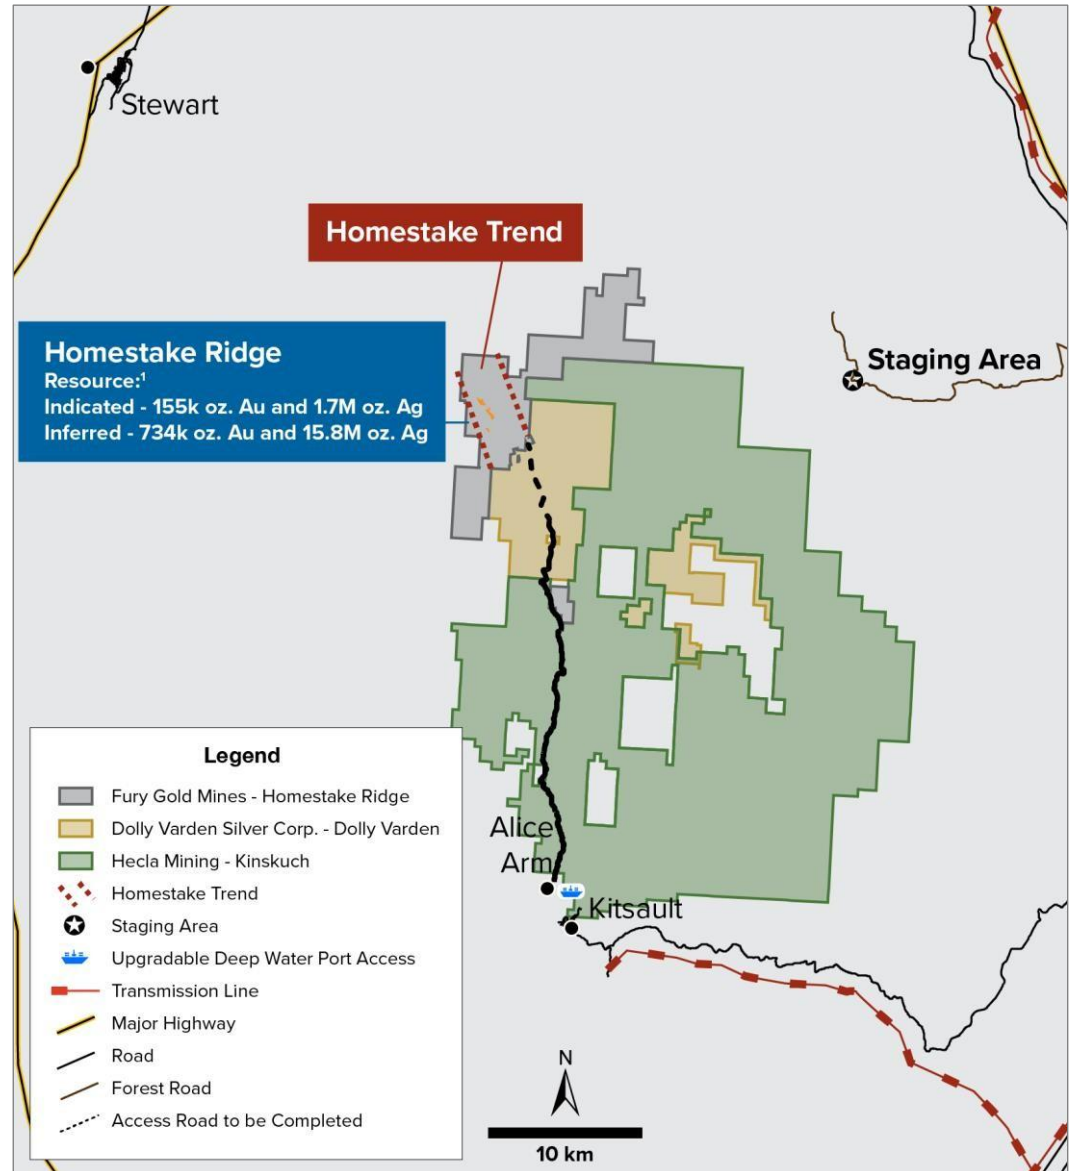 Stewart
Homestake Trend
Homestake Ridge
Resource:¹
Indicated - 155k oz. Au and 1.7M oz. Ag
Inferred - 734k oz. Au and 15.8M oz. Ag
Staging Area
Alice
Arm
Kitsault
Legend
Fury Gold Mines - Homestake Ridge
Dolly Varden Silver Corp. - Dolly Varden
Hecla Mining - Kinskuch
Homestake Trend
Staging Area
Upgradable Deep Water Port Access
Transmission Line
Major Highway
Road
Forest Road
Access Road to be Completed
N
10 km